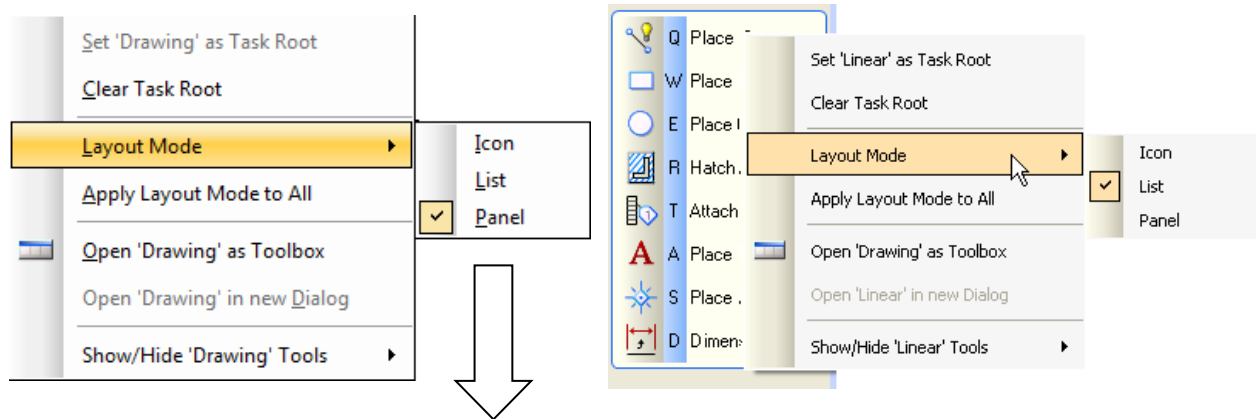 Set 'Drawing' as Task Root
Clear Task Root
Layout Mode
Apply Layout Mode to All
Open 'Drawing' as Toolbox
Open 'Drawing' in new Dialog
Show/Hide 'Drawing' Tools
Icon
List
Panel
Q Place
W Place
E Place
R Hatch
T Attach
A Place
S Place
D Dimen
Set 'Linear' as Task Root
Clear Task Root
Layout Mode
Apply Layout Mode to All
Open 'Drawing' as Toolbox
Open 'Linear' in new Dialog
Show/Hide 'Linear' Tools
Icon
List
Panel